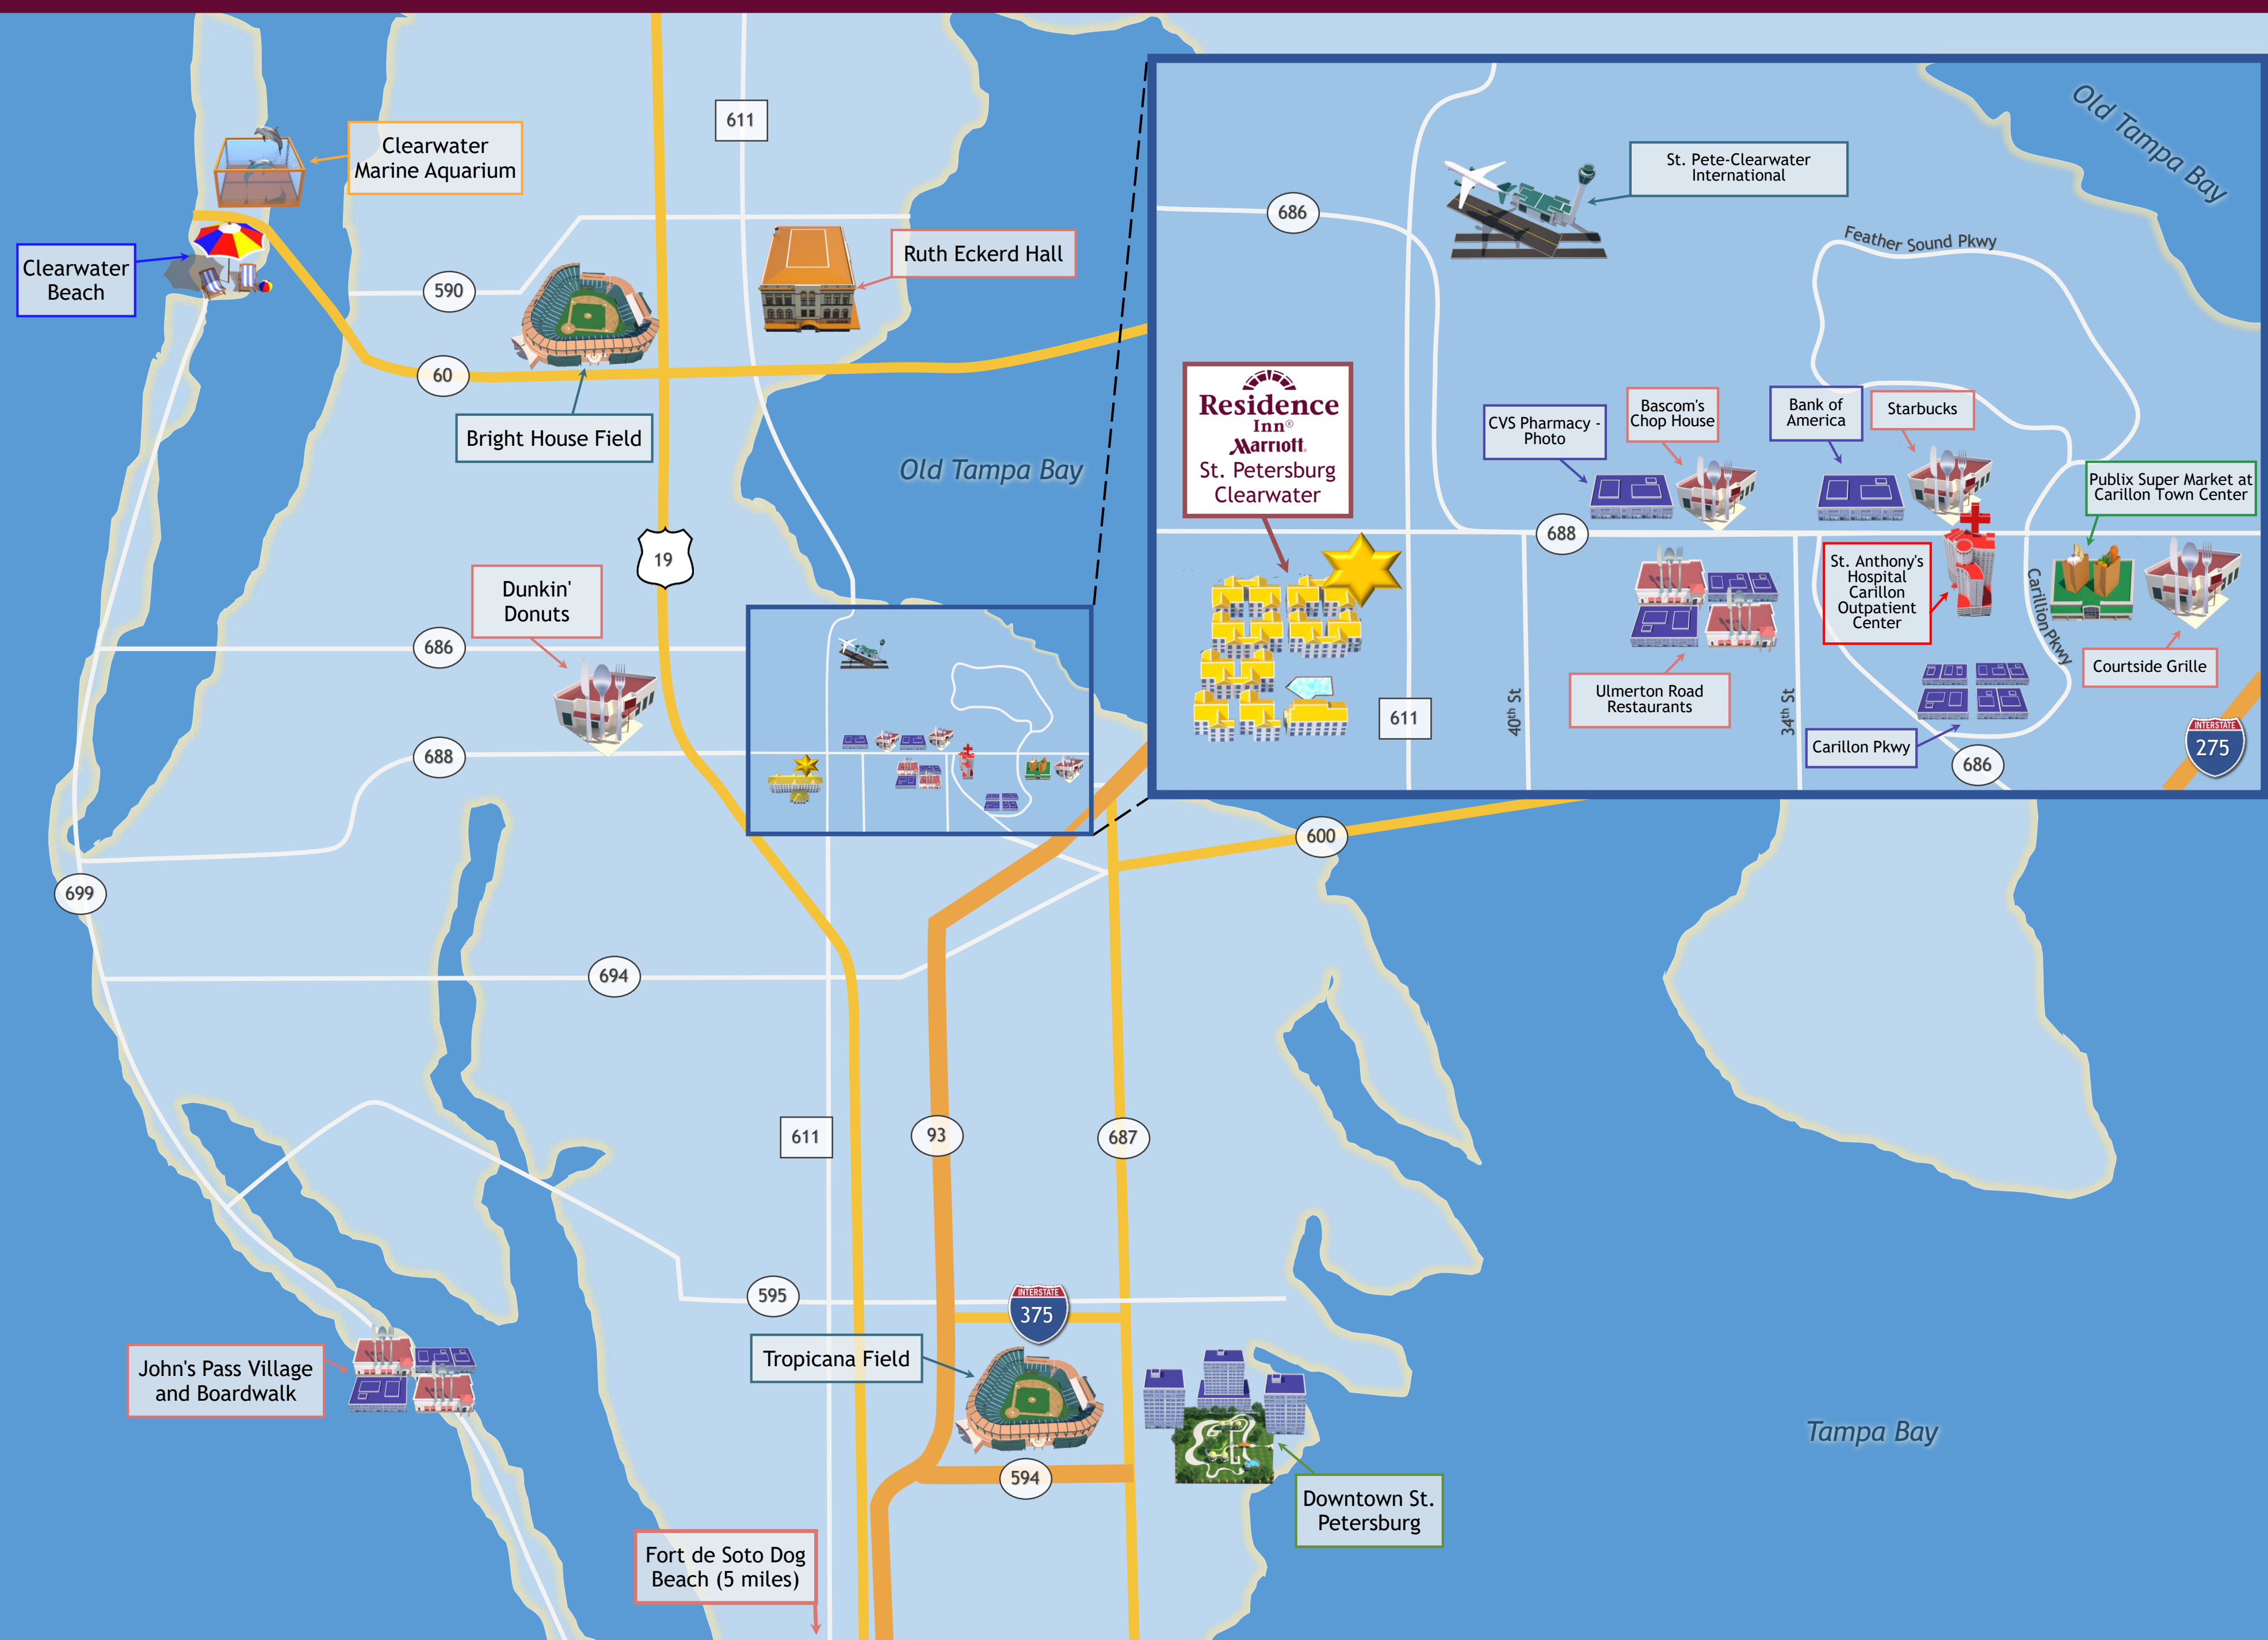 Clearwater
Marine Aquarium
Clearwater
Beach
611
590
60
Ruth Eckerd Hall
Bright House Field
Old Tampa Bay
19
Dunkin'
Donuts
686
688
699
694
611
93
687
600
595
INTERSTATE
375
Tropicana Field
594
John's Pass Village
and Boardwalk
Fort de Soto Dog
Beach (5 miles)
Downtown St.
Petersburg
Tampa Bay
Old Tampa Bay
St. Pete-Clearwater
International
686
Feather Sound Pkwy
Residence
Inn®
Marriott.
St. Petersburg
Clearwater
CVS Pharmacy -
Photo
Bascom's
Chop House
Bank of
America
Starbucks
Publix Super Market at
Carillon Town Center
688
St. Anthony's
Hospital
Carillon
Outpatient
Center
Carillon Pkwy
Courtside Grille
Ulmerton Road
Restaurants
611
40th St
34th St
Carillon Pkwy
686
INTERSTATE
275